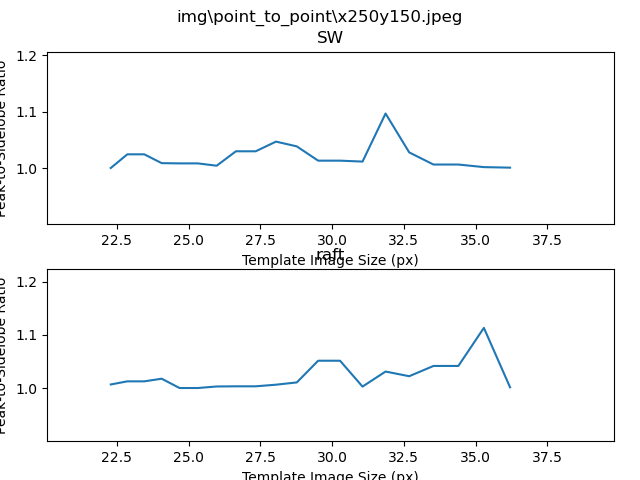 img\point_to_point\x250y150.jpeg
SW
1.2
1.1
1.0
Peak-to-Sidelobe Ratio
22.5 25.0 27.5 30.0 32.5 35.0 37.5
Template Image Size (px)
raft
1.2
1.1
1.0
Peak-to-Sidelobe Ratio
22.5 25.0 27.5 30.0 32.5 35.0 37.5
Template Image Size (px)